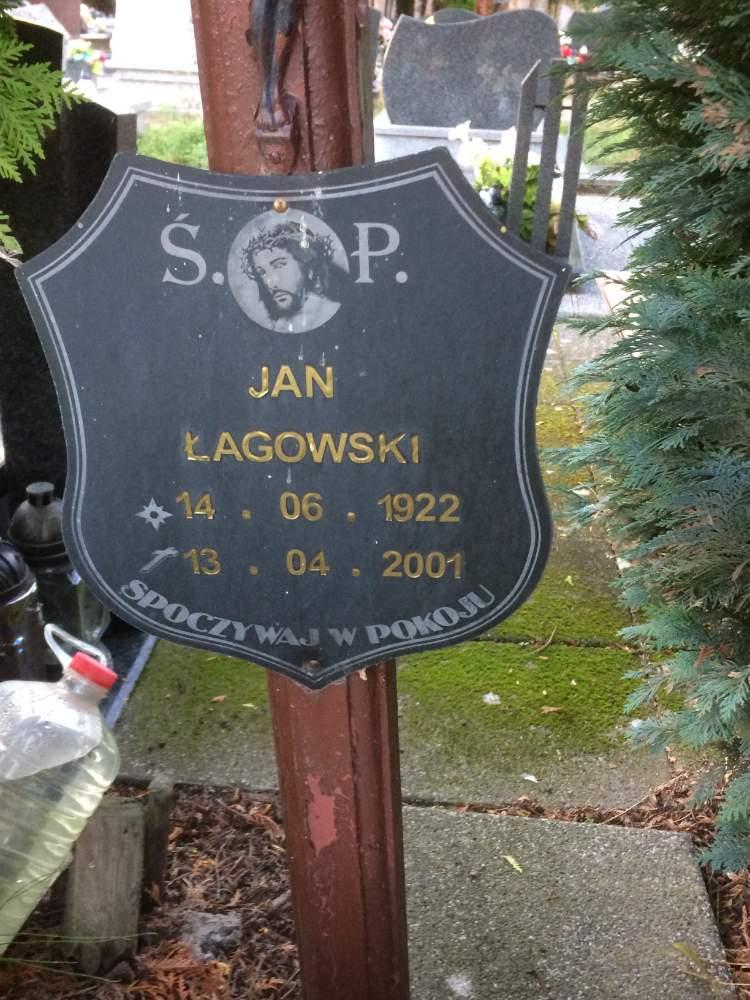 Ś. P.
JAN
ŁAGOWSKI
14 . 06 . 1922
13 . 04 . 2001
SPOCZYWAJ W POKOJU